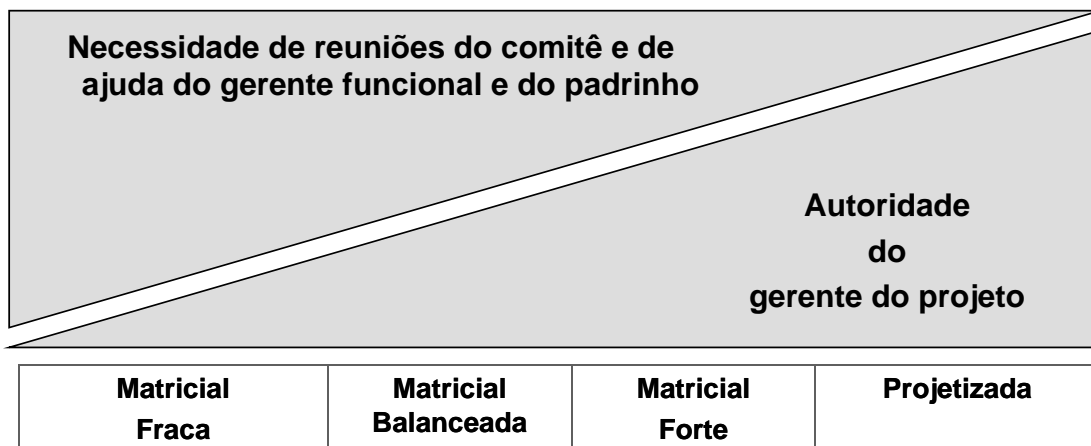 Necessidade de reuniões do comitê e de
ajuda do gerente funcional e do padrinho
Autoridade
do
gerente do projeto
Matricial
Fraca
Matricial
Balanceada
Matricial
Forte
Projetizada